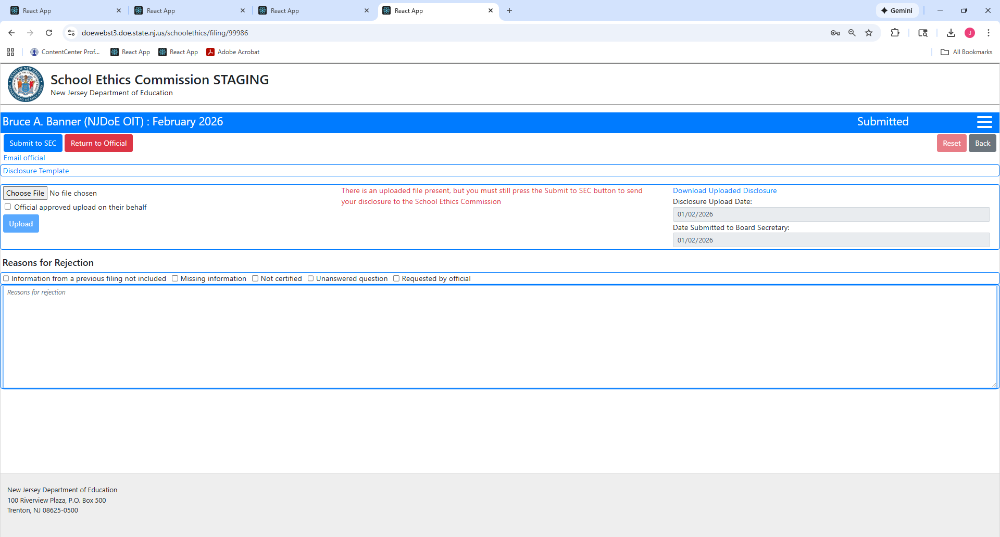 React App
React App
React App
React App
Gemini
doewebst3.doe.state.nj.us/schoolethics/filing/99986
J
ContentCenter Prof...
React App
React App
Adobe Acrobat
All Bookmarks
School Ethics Commission STAGING
New Jersey Department of Education
Bruce A. Banner (NJDoE OIT) : February 2026
Submitted
Submit to SEC
Return to Official
Reset
Back
Email official
Disclosure Template
Choose File No file chosen
Official approved upload on their behalf
Upload
There is an uploaded file present, but you must still press the Submit to SEC button to send
your disclosure to the School Ethics Commission
Download Uploaded Disclosure
Disclosure Upload Date:
01/02/2026
Date Submitted to Board Secretary:
01/02/2026
Reasons for Rejection
Information from a previous filing not included
Missing information
Not certified
Unanswered question
Requested by official
Reasons for rejection
New Jersey Department of Education
100 Riverview Plaza, P.O. Box 500
Trenton, NJ 08625-0500